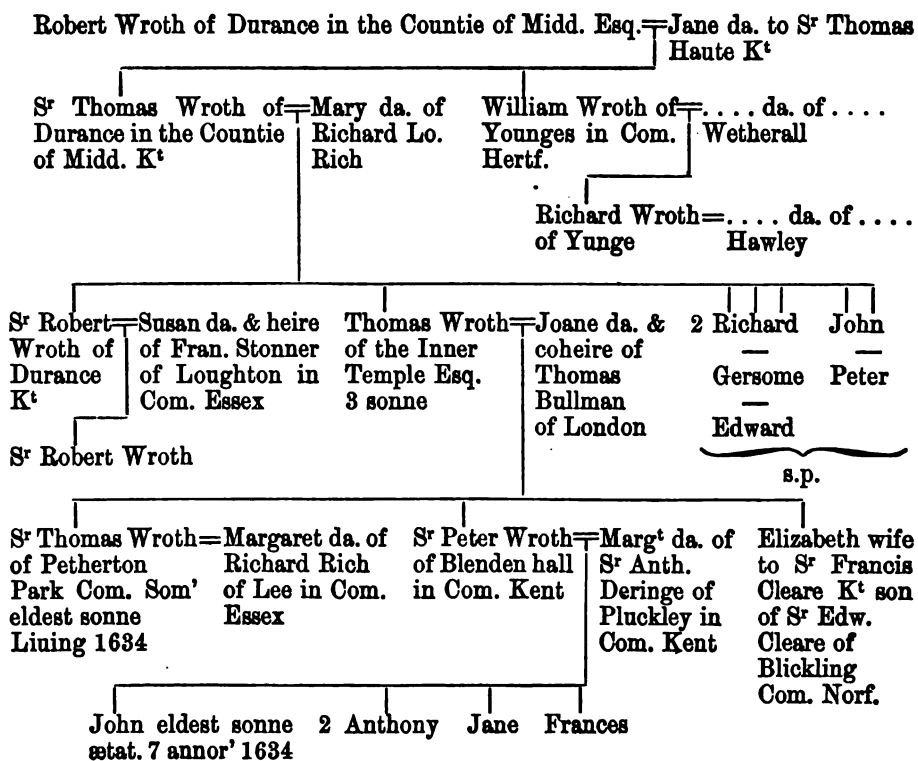 Robert Wroth of Durance in the Countie of Midd. Esq.=Jane da. to Sʳ Thomas
Haute Kᵗ
Sʳ Thomas Wroth of=Mary da. of
Durance in the Countie Richard Lo.
of Midd. Kᵗ Rich
William Wroth of=. . . . da. of . . . .
Younges in Com. Wetherall
Hertf.
Richard Wroth=. . . . da. of . . . .
of Yunge Hawley
Sʳ Robert=Susan da. & heire
Wroth of of Fran. Stonner
Durance of Loughton in
Kᵗ Com. Essex
Sʳ Robert Wroth
Thomas Wroth=Joane da. &
of the Inner coheire of
Temple Esq. Thomas
3 sonne Bullman
of London
2 Richard John
— —
Gersome Peter
—
Edward
s.p.
Sʳ Thomas Wroth=Margaret da. of
of Petherton Richard Rich
Park Com. Som' of Lee in Com.
eldest sonne Essex
Liuing 1634
Sʳ Peter Wroth=Margᵗ da. of
of Blenden hall Sʳ Anth.
in Com. Kent Deringe of
Pluckley in
Com. Kent
Elizabeth wife
to Sʳ Francis
Cleare Kᵗ son
of Sʳ Edw.
Cleare of
Blickling
Com. Norf.
John eldest sonne 2 Anthony Jane Frances
ætat. 7 annor' 1634